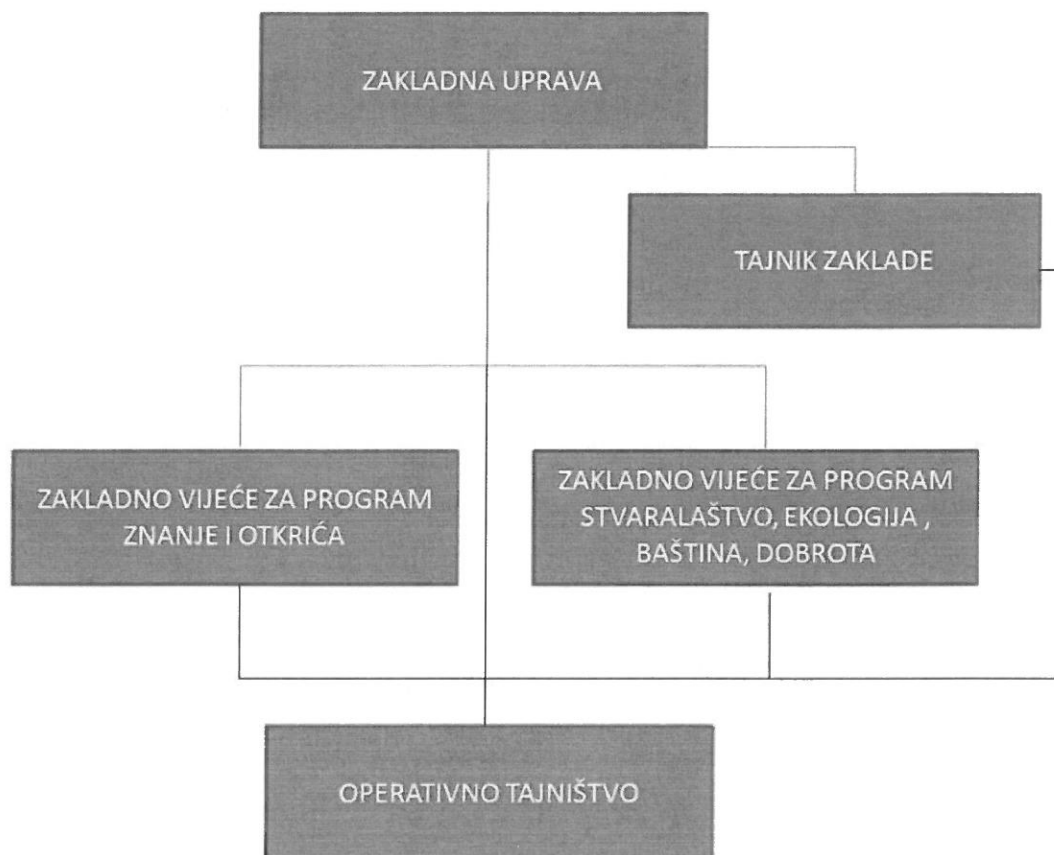 ZAKLADNA UPRAVA
TAJNIK ZAKLADE
ZAKLADNO VIJEĆE ZA PROGRAM
ZNANJE I OTKRIĆA
ZAKLADNO VIJEĆE ZA PROGRAM
STVARALAŠTVO, EKOLOGIJA ,
BAŠTINA, DOBROTA
OPERATIVNO TAJNIŠTVO